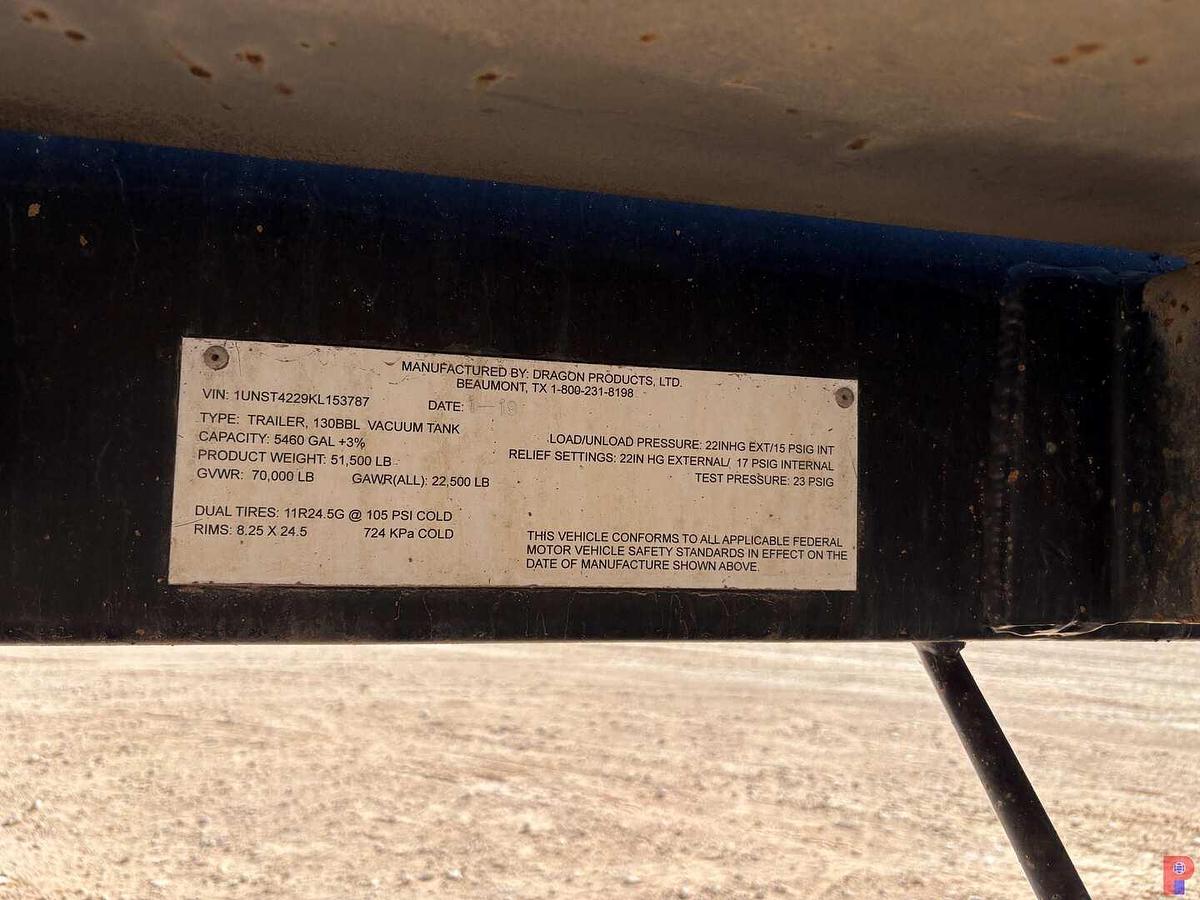 MANUFACTURED BY: DRAGON PRODUCTS, LTD.
BEAUMONT, TX 1-800-231-8198
VIN: 1UNST4229KL153787
DATE: 1-19
TYPE: TRAILER, 130BBL VACUUM TANK
CAPACITY: 5460 GAL +3%
PRODUCT WEIGHT: 51,500 LB
GVWR: 70,000 LB GAWR(ALL): 22,500 LB
LOAD/UNLOAD PRESSURE: 22INHG EXT/15 PSIG INT
RELIEF SETTINGS: 22IN HG EXTERNAL/ 17 PSIG INTERNAL
TEST PRESSURE: 23 PSIG
DUAL TIRES: 11R24.5G @ 105 PSI COLD
RIMS: 8.25 X 24.5 724 KPa COLD
THIS VEHICLE CONFORMS TO ALL APPLICABLE FEDERAL
MOTOR VEHICLE SAFETY STANDARDS IN EFFECT ON THE
DATE OF MANUFACTURE SHOWN ABOVE.